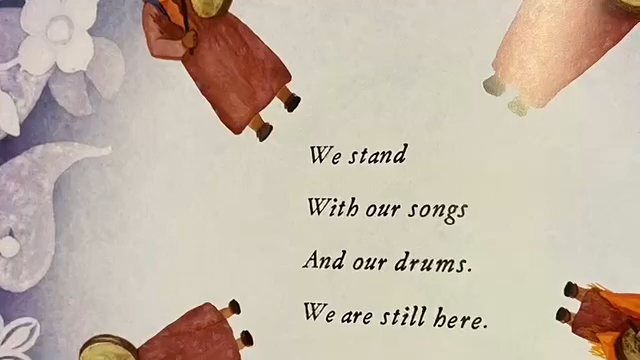 We stand
With our songs
And our drums.
We are still here.